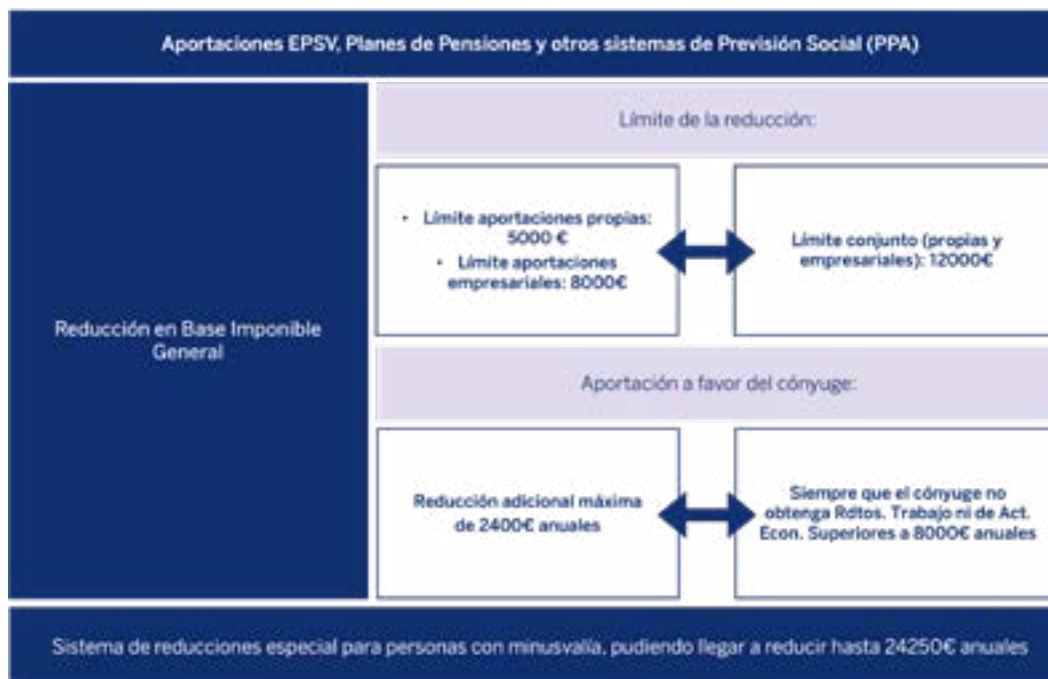 Aportaciones EPSV, Planes de Pensiones y otros sistemas de Previsión Social (PPA)
Límite de la reducción:
• Límite aportaciones propias:
5000 €
• Límite aportaciones
empresariales: 8000€
Límite conjunto (propias y
empresariales): 12000€
Reducción en Base Imponible
General
Aportación a favor del cónyuge:
Reducción adicional máxima
de 2400€ anuales
Siempre que el cónyuge no
obtenga Rdtos. Trabajo ni de Act.
Econ. Superiores a 8000€ anuales
Sistema de reducciones especial para personas con minusvalía, pudiendo llegar a reducir hasta 24250€ anuales